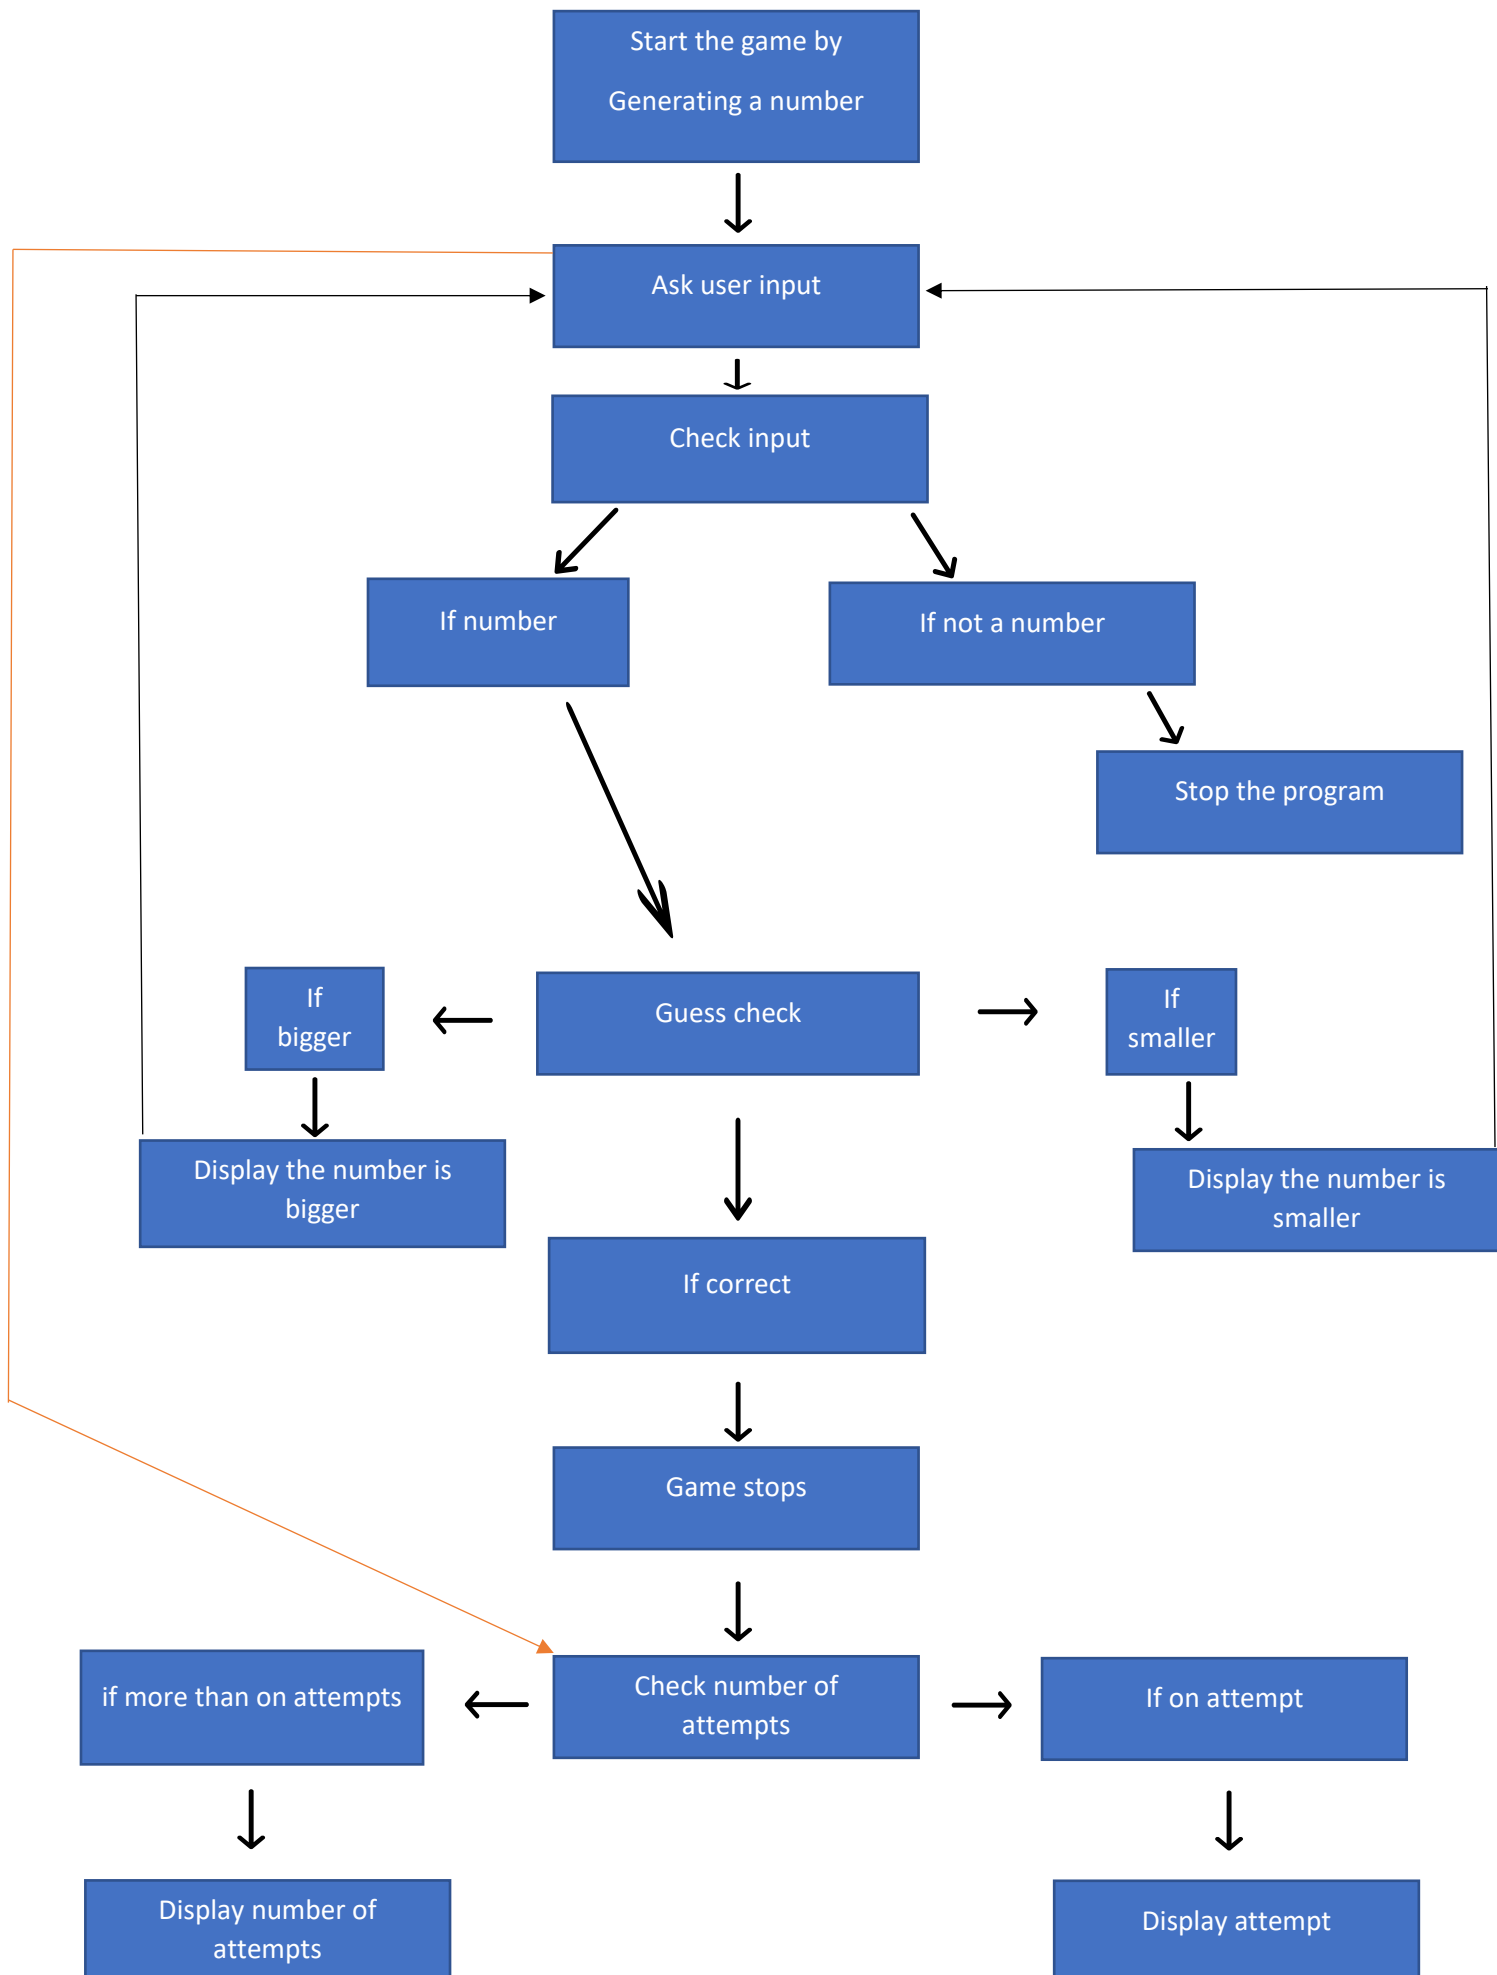 Start the game by
Generating a number
Ask user input
Check input
If number
If not a number
Stop the program
If
bigger
Guess check
If
smaller
Display the number is
bigger
Display the number is
smaller
If correct
Game stops
if more than on attempts
Check number of
attempts
If on attempt
Display number of
attempts
Display attempt